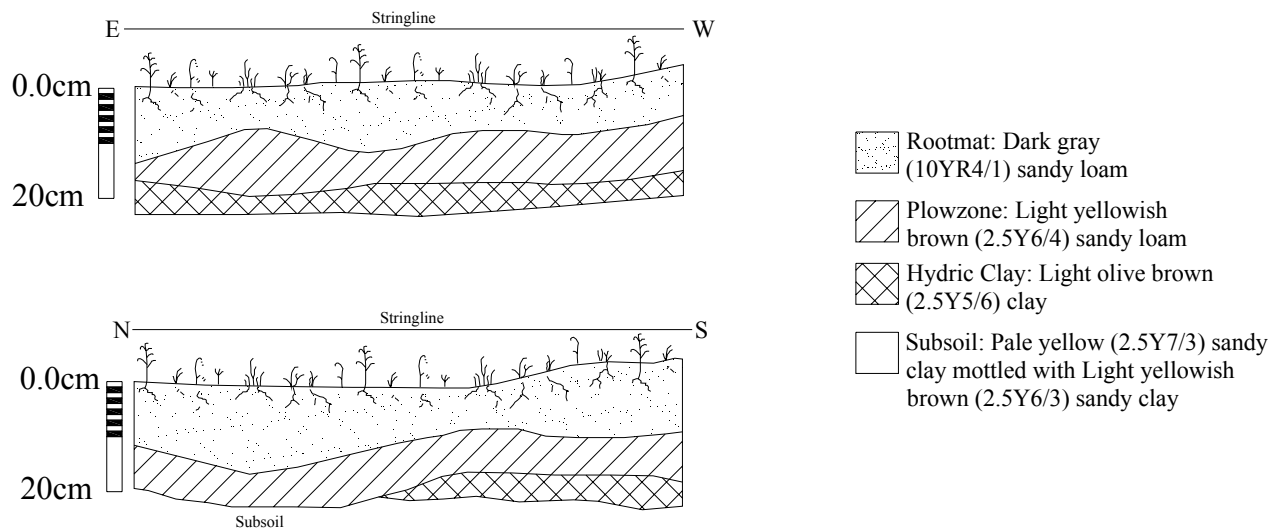 Stringline
E W
0.0cm
20cm
Stringline
N S
0.0cm
20cm
Subsoil
Rootmat: Dark gray
(10YR4/1) sandy loam
Plowzone: Light yellowish
brown (2.5Y6/4) sandy loam
Hydric Clay: Light olive brown
(2.5Y5/6) clay
Subsoil: Pale yellow (2.5Y7/3) sandy
clay mottled with Light yellowish
brown (2.5Y6/3) sandy clay